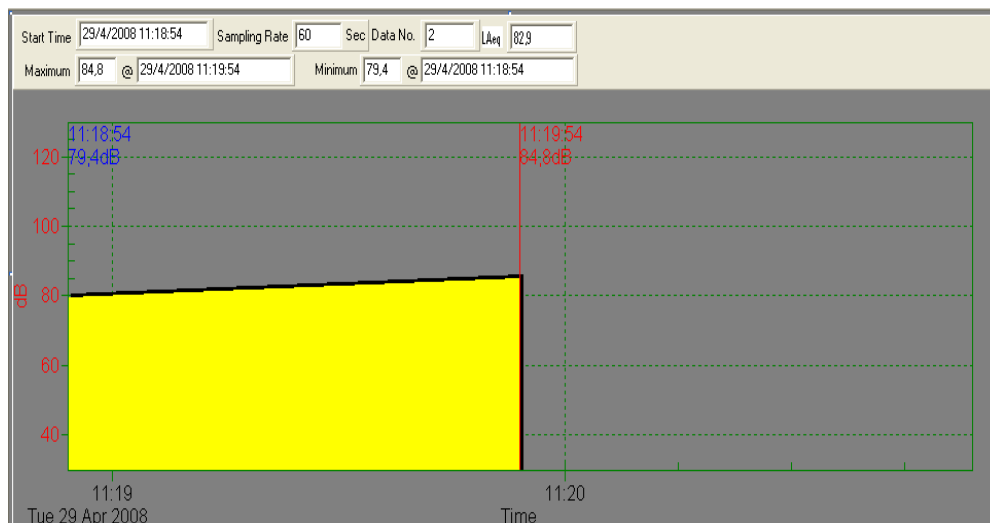 Start Time 29/4/2008 11:18:54 Sampling Rate 60 Sec Data No. 2 LAeq 82,9
Maximum 84,8 @ 29/4/2008 11:19:54 Minimum 79,4 @ 29/4/2008 11:18:54
11:18:54 11:19:54
79,4dB 84,8dB
120
100
80
60
40
dB
11:19 11:20
Tue 29 Apr 2008 Time